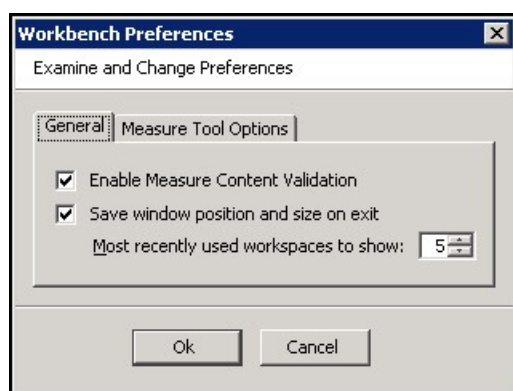 Workbench Preferences
Examine and Change Preferences
General Measure Tool Options
Enable Measure Content Validation
Save window position and size on exit
Most recently used workspaces to show: 5
Ok Cancel